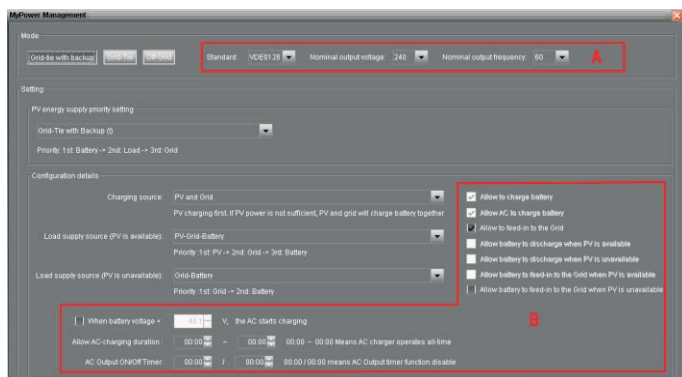 MyPower Management
Mode
Grid-tie with backup Grid-Tie Off-Grid Standard: VDE0126 Nominal output voltage: 240 Nominal output frequency: 60 A
Setting
PV energy supply priority setting
Grid-Tie with Backup (I)
Priority: 1st: Battery -> 2nd: Load -> 3rd: Grid
Configuration details
Charging source: PV and Grid
PV charging first. If PV power is not sufficient, PV and grid will charge battery together
Load supply source (PV is available): PV-Grid-Battery
Priority :1st: PV -> 2nd: Grid -> 3rd: Battery
Load supply source (PV is unavailable): Grid-Battery
Priority :1st: Grid -> 2nd: Battery
Allow to charge battery
Allow AC to charge battery
Allow to feed-in to the Grid
Allow battery to discharge when PV is available
Allow battery to discharge when PV is unavailable
Allow battery to feed-in to the Grid when PV is available
Allow battery to feed-in to the Grid when PV is unavailable
B
When battery voltage < V, the AC starts charging
Allow AC-charging duration : 00:00 ~ 00:00 00:00 ~ 00:00 Means AC charger operates all-time
AC Output ON/Off Timer: 00:00 / 00:00 00:00 / 00:00 means AC Output timer function disable